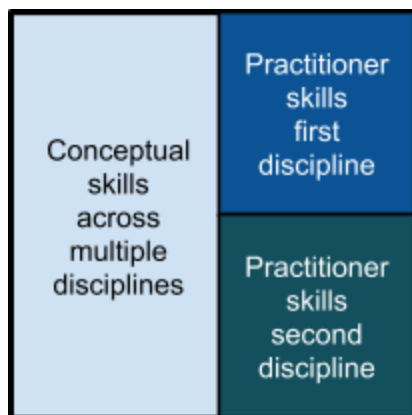 Conceptual
skills
across
multiple
disciplines
Practitioner
skills
first
discipline
Practitioner
skills
second
discipline